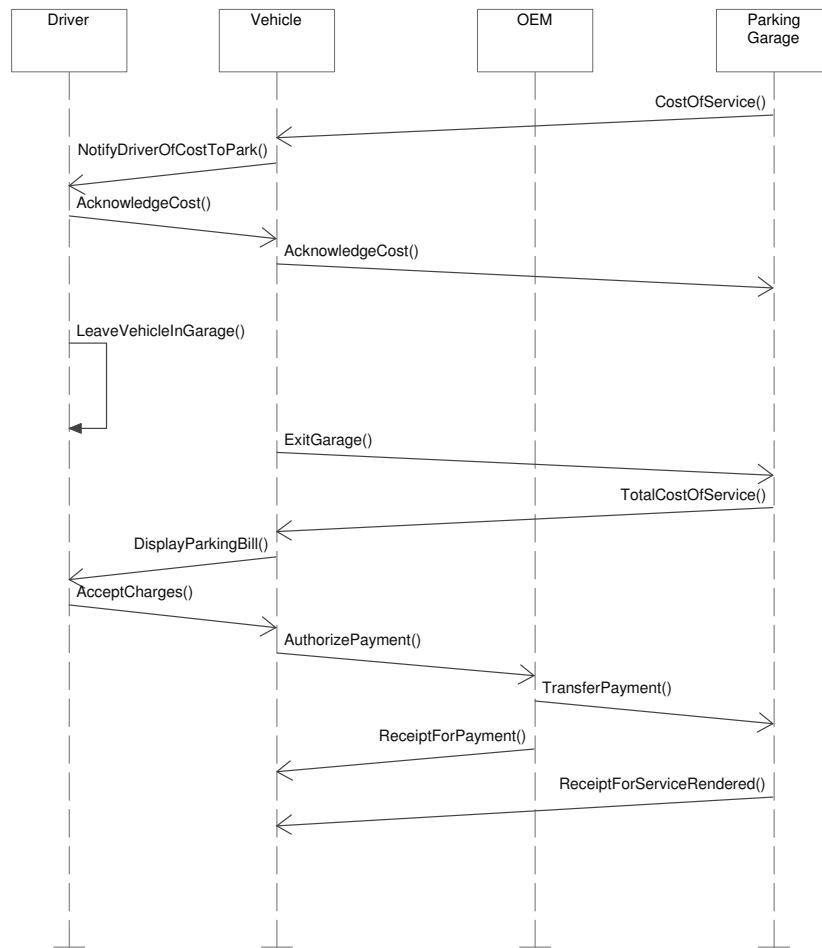 Driver
Vehicle
OEM
Parking
Garage
CostOfService()
NotifyDriverOfCostToPark()
AcknowledgeCost()
AcknowledgeCost()
LeaveVehicleInGarage()
ExitGarage()
TotalCostOfService()
DisplayParkingBill()
AcceptCharges()
AuthorizePayment()
TransferPayment()
ReceiptForPayment()
ReceiptForServiceRendered()